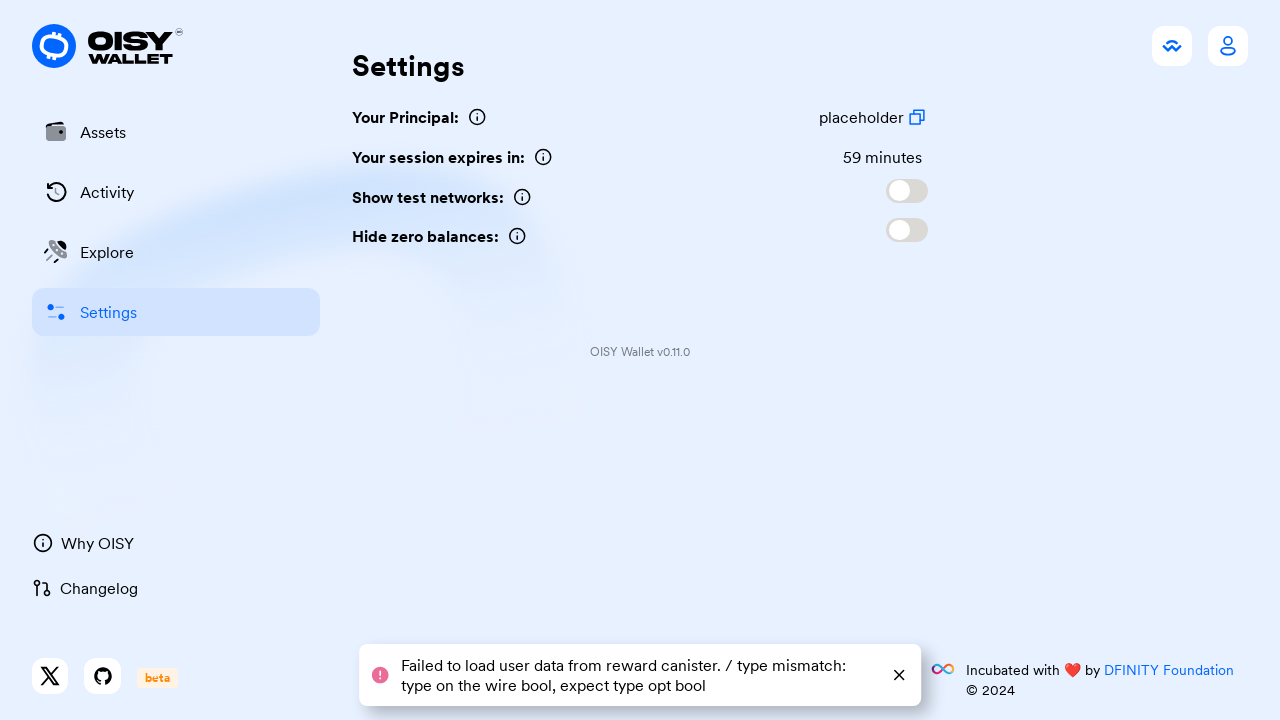 OISY
WALLET
Settings
Assets
Activity
Explore
Settings
Your Principal:
placeholder
Your session expires in:
59 minutes
Show test networks:
Hide zero balances:
OISY Wallet v0.11.0
Why OISY
Changelog
beta
Failed to load user data from reward canister. / type mismatch:
type on the wire bool, expect type opt bool
Incubated with ❤️ by DFINITY Foundation
© 2024